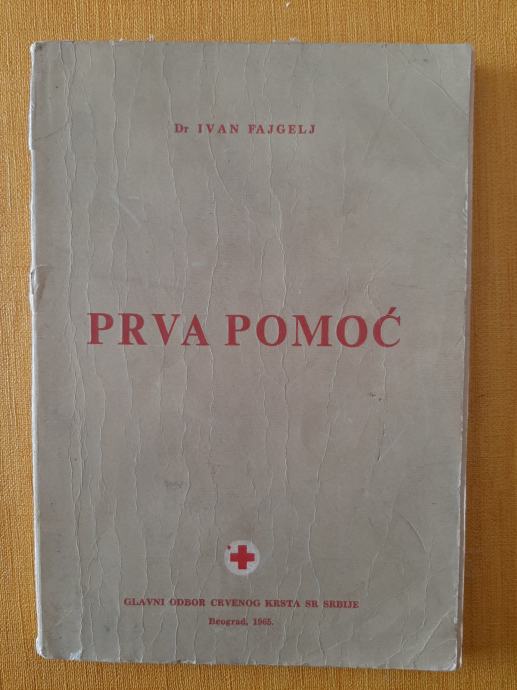 Dr IVAN FAJGELJ
PRVA POMOĆ
GLAVNI ODBOR CRVENOG KRSTA SR SRBIJE
Beograd, 1965.